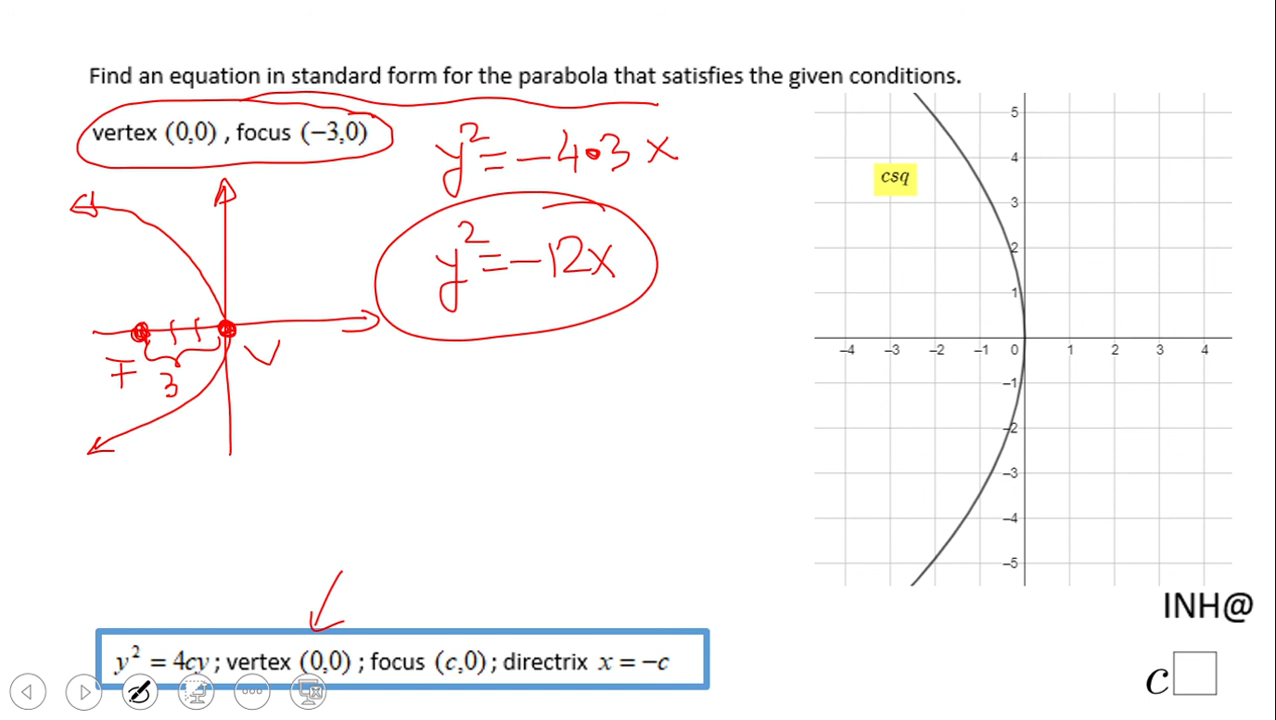 Find an equation in standard form for the parabola that satisfies the given conditions.
vertex (0,0) , focus (−3,0)
y² = −4•3 x
y² = −12x
F
3
V
csq
5
4
3
2
1
−4 −3 −2 −1 0 1 2 3 4
−1
−2
−3
−4
−5
INH@
y² = 4cy ; vertex (0,0) ; focus (c,0) ; directrix x = −c
c